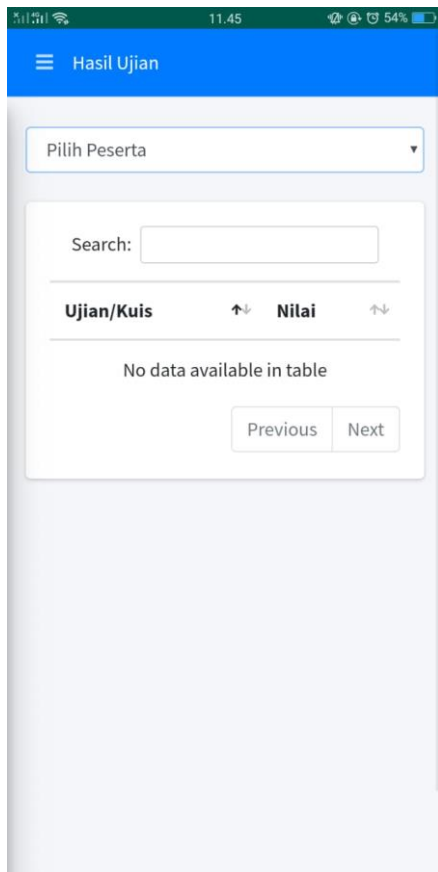 11.45 54%
Hasil Ujian
Pilih Peserta
Search:
Ujian/Kuis Nilai
No data available in table
Previous Next